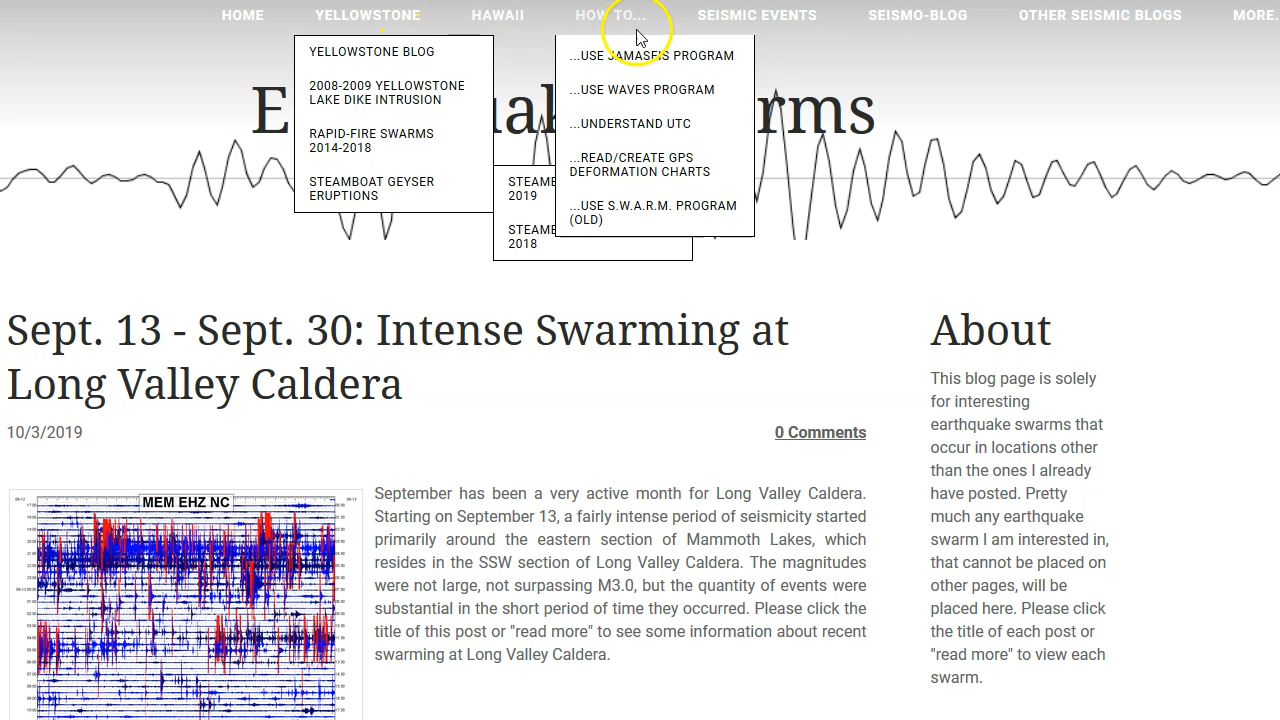 HOME YELLOWSTONE HAWAII HOW TO... SEISMIC EVENTS SEISMO-BLOG OTHER SEISMIC BLOGS MORE.
YELLOWSTONE BLOG
2008-2009 YELLOWSTONE
LAKE DIKE INTRUSION
RAPID-FIRE SWARMS
2014-2018
STEAMBOAT GEYSER
ERUPTIONS
STEAMB
2019
STEAMB
2018
...USE JAMASEIS PROGRAM
...USE WAVES PROGRAM
...UNDERSTAND UTC
...READ/CREATE GPS
DEFORMATION CHARTS
...USE S.W.A.R.M. PROGRAM
(OLD)
Sept. 13 - Sept. 30: Intense Swarming at
Long Valley Caldera
10/3/2019
0 Comments
MEM EHZ NC
September has been a very active month for Long Valley Caldera.
Starting on September 13, a fairly intense period of seismicity started
primarily around the eastern section of Mammoth Lakes, which
resides in the SSW section of Long Valley Caldera. The magnitudes
were not large, not surpassing M3.0, but the quantity of events were
substantial in the short period of time they occurred. Please click the
title of this post or "read more" to see some information about recent
swarming at Long Valley Caldera.
About
This blog page is solely
for interesting
earthquake swarms that
occur in locations other
than the ones I already
have posted. Pretty
much any earthquake
swarm I am interested in,
that cannot be placed on
other pages, will be
placed here. Please click
the title of each post or
"read more" to view each
swarm.